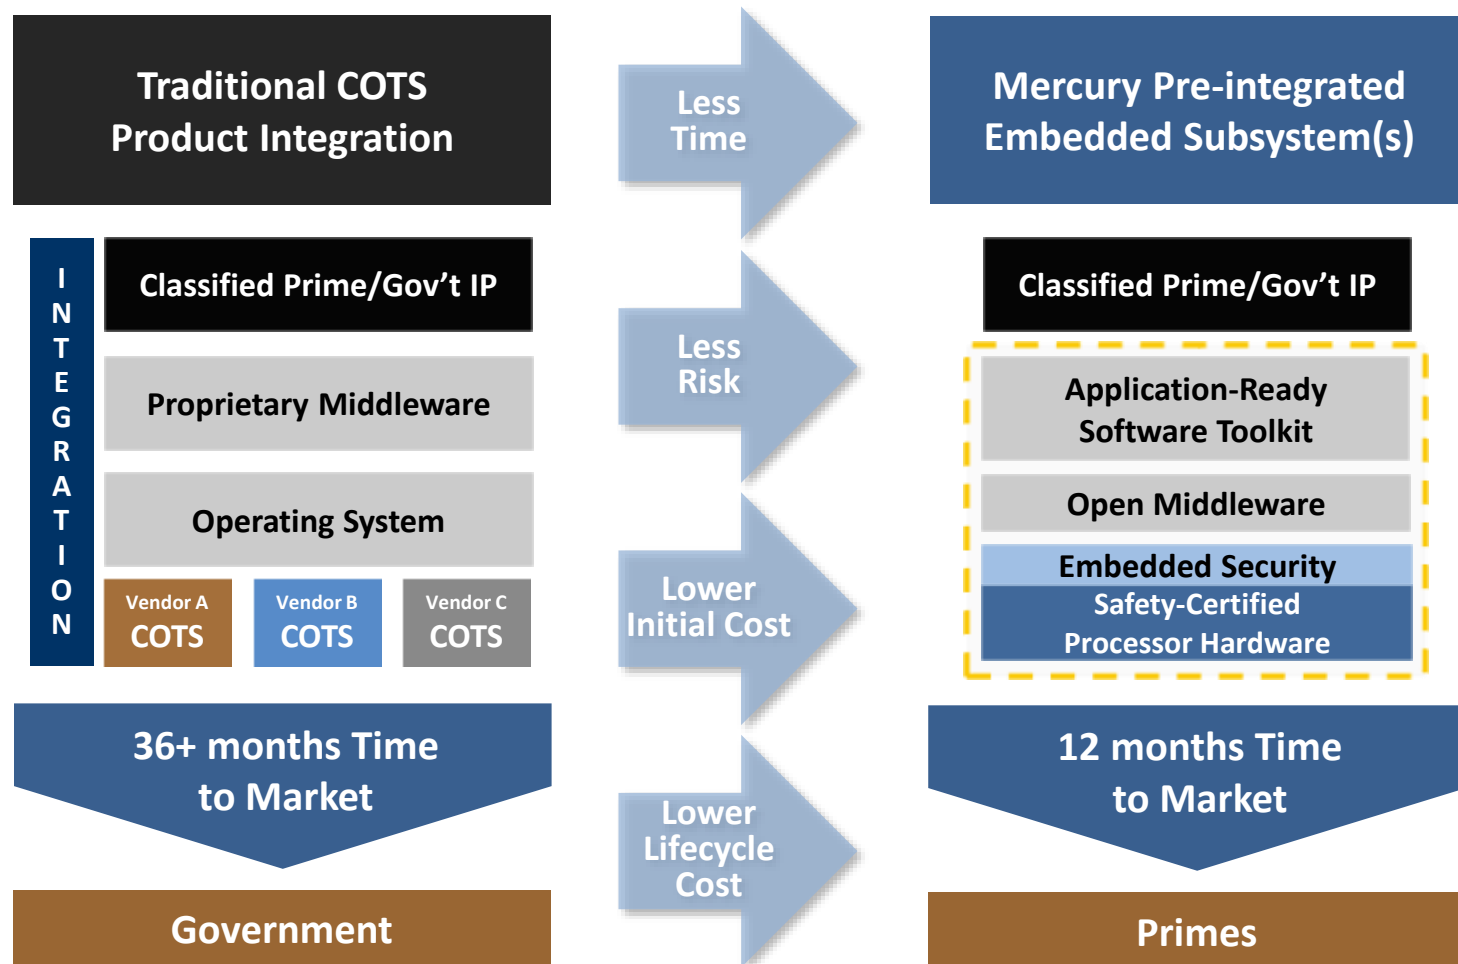 Traditional COTS
Product Integration
INTEGRATION
Classified Prime/Gov't IP
Proprietary Middleware
Operating System
Vendor A
COTS
Vendor B
COTS
Vendor C
COTS
36+ months Time
to Market
Government
Less
Time
Less
Risk
Lower
Initial Cost
Lower
Lifecycle
Cost
Mercury Pre-integrated
Embedded Subsystem(s)
Classified Prime/Gov't IP
Application-Ready
Software Toolkit
Open Middleware
Embedded Security
Safety-Certified
Processor Hardware
12 months Time
to Market
Primes